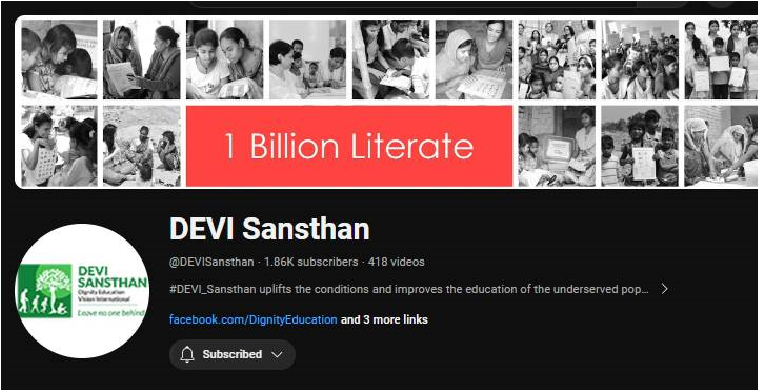 1 Billion Literate
DEVI
SANSTHAN
Dignity Education
Vision International
Leave no one behind
DEVI Sansthan
@DEVISansthan · 1.86K subscribers · 418 videos
#DEVI_Sansthan uplifts the conditions and improves the education of the underserved pop...
facebook.com/DignityEducation and 3 more links
Subscribed